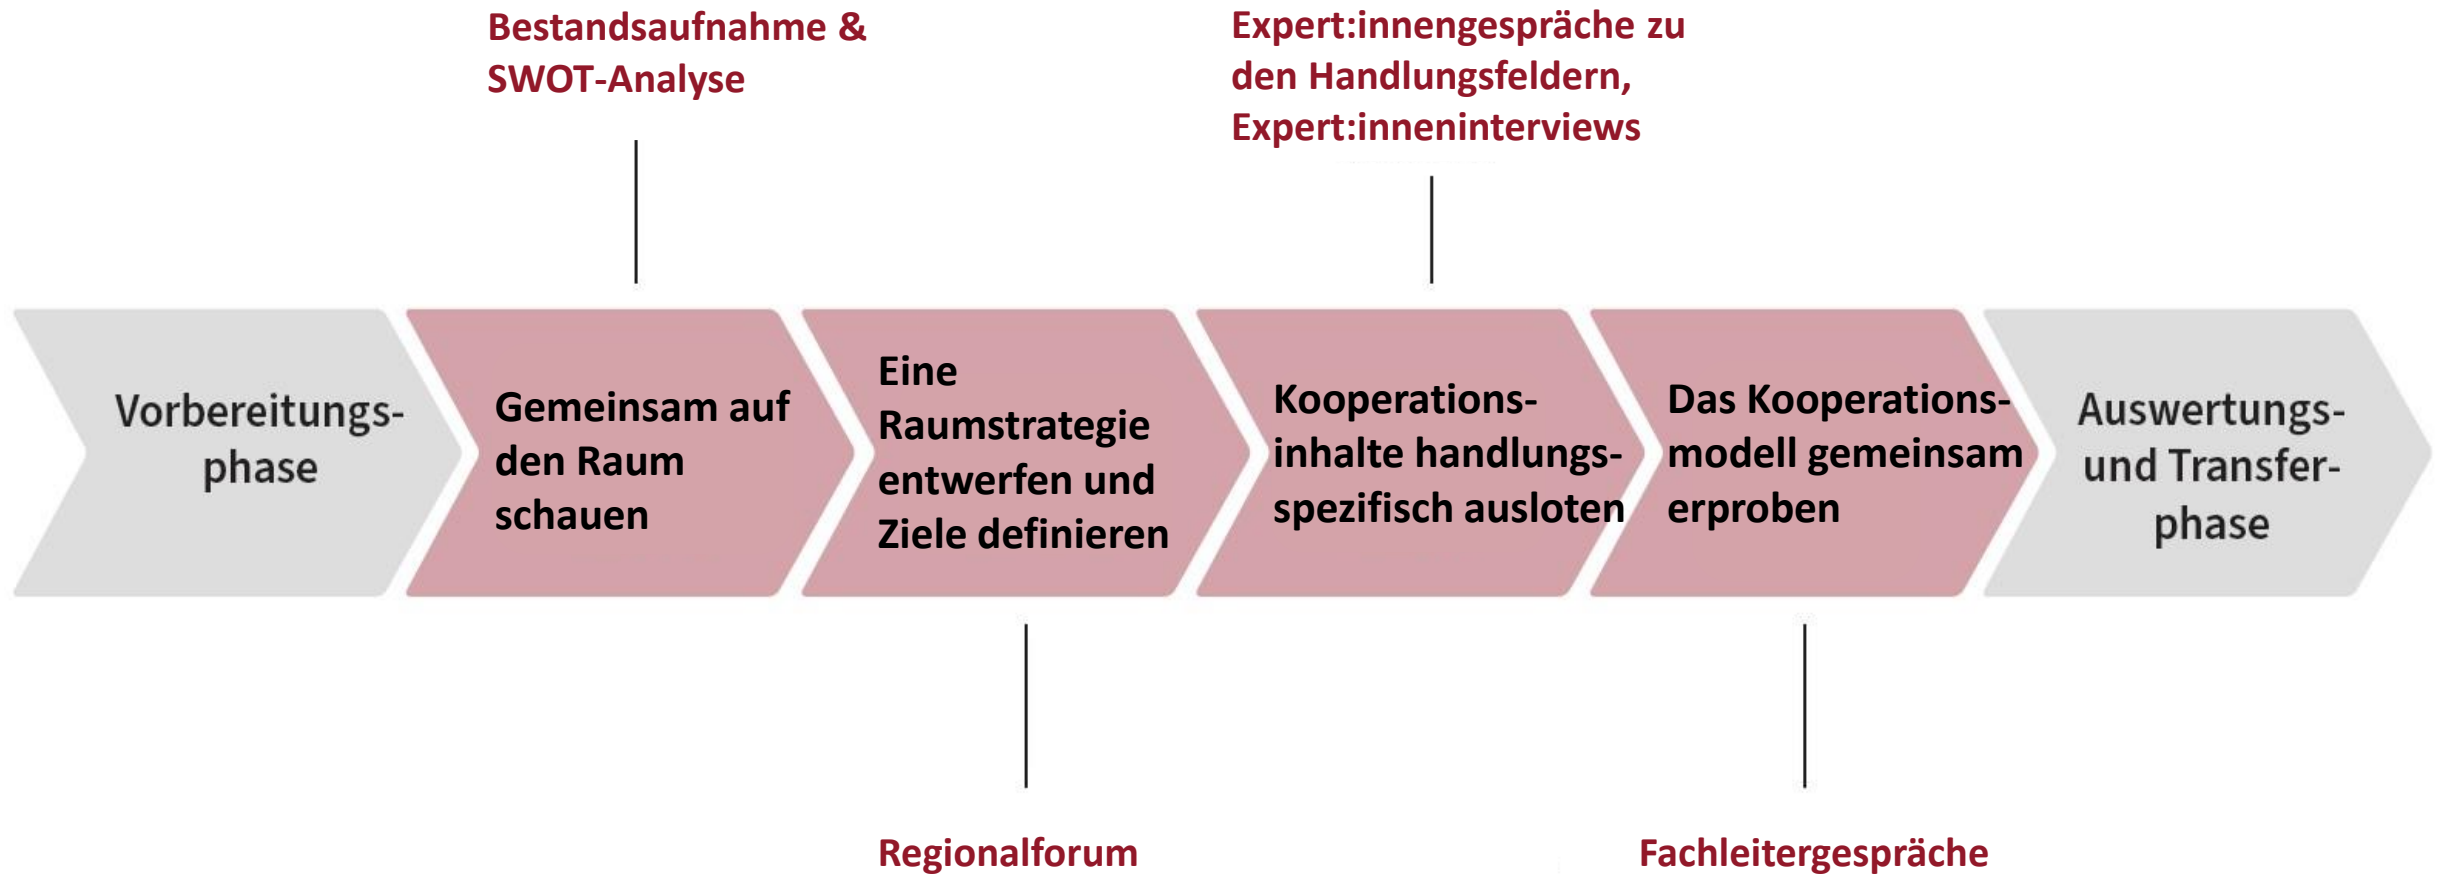 Bestandsaufnahme &
SWOT-Analyse
Expert:innengespräche zu
den Handlungsfeldern,
Expert:inneninterviews
Vorbereitungs-
phase
Gemeinsam auf
den Raum
schauen
Eine
Raumstrategie
entwerfen und
Ziele definieren
Kooperations-
inhalte handlungs-
spezifisch ausloten
Das Kooperations-
modell gemeinsam
erproben
Auswertungs-
und Transfer-
phase
Regionalforum
Fachleitergespräche